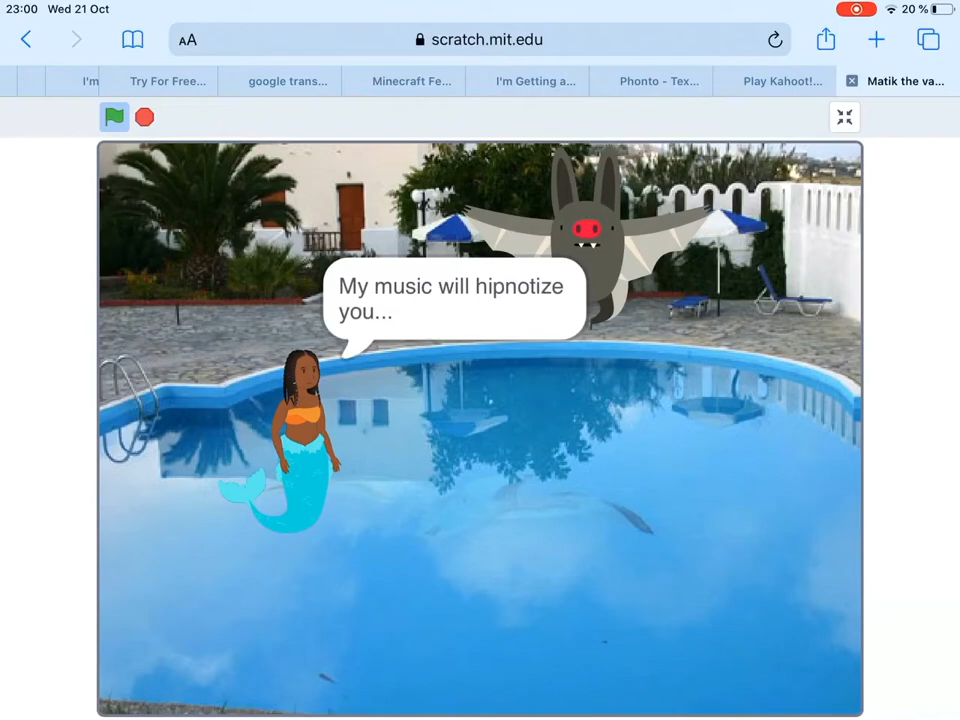 23:00 Wed 21 Oct
20 %
AA
scratch.mit.edu
I'm
Try For Free...
google trans...
Minecraft Fe...
I'm Getting a...
Phonto - Tex...
Play Kahoot!...
Matik the va...
My music will hipnotize
you...